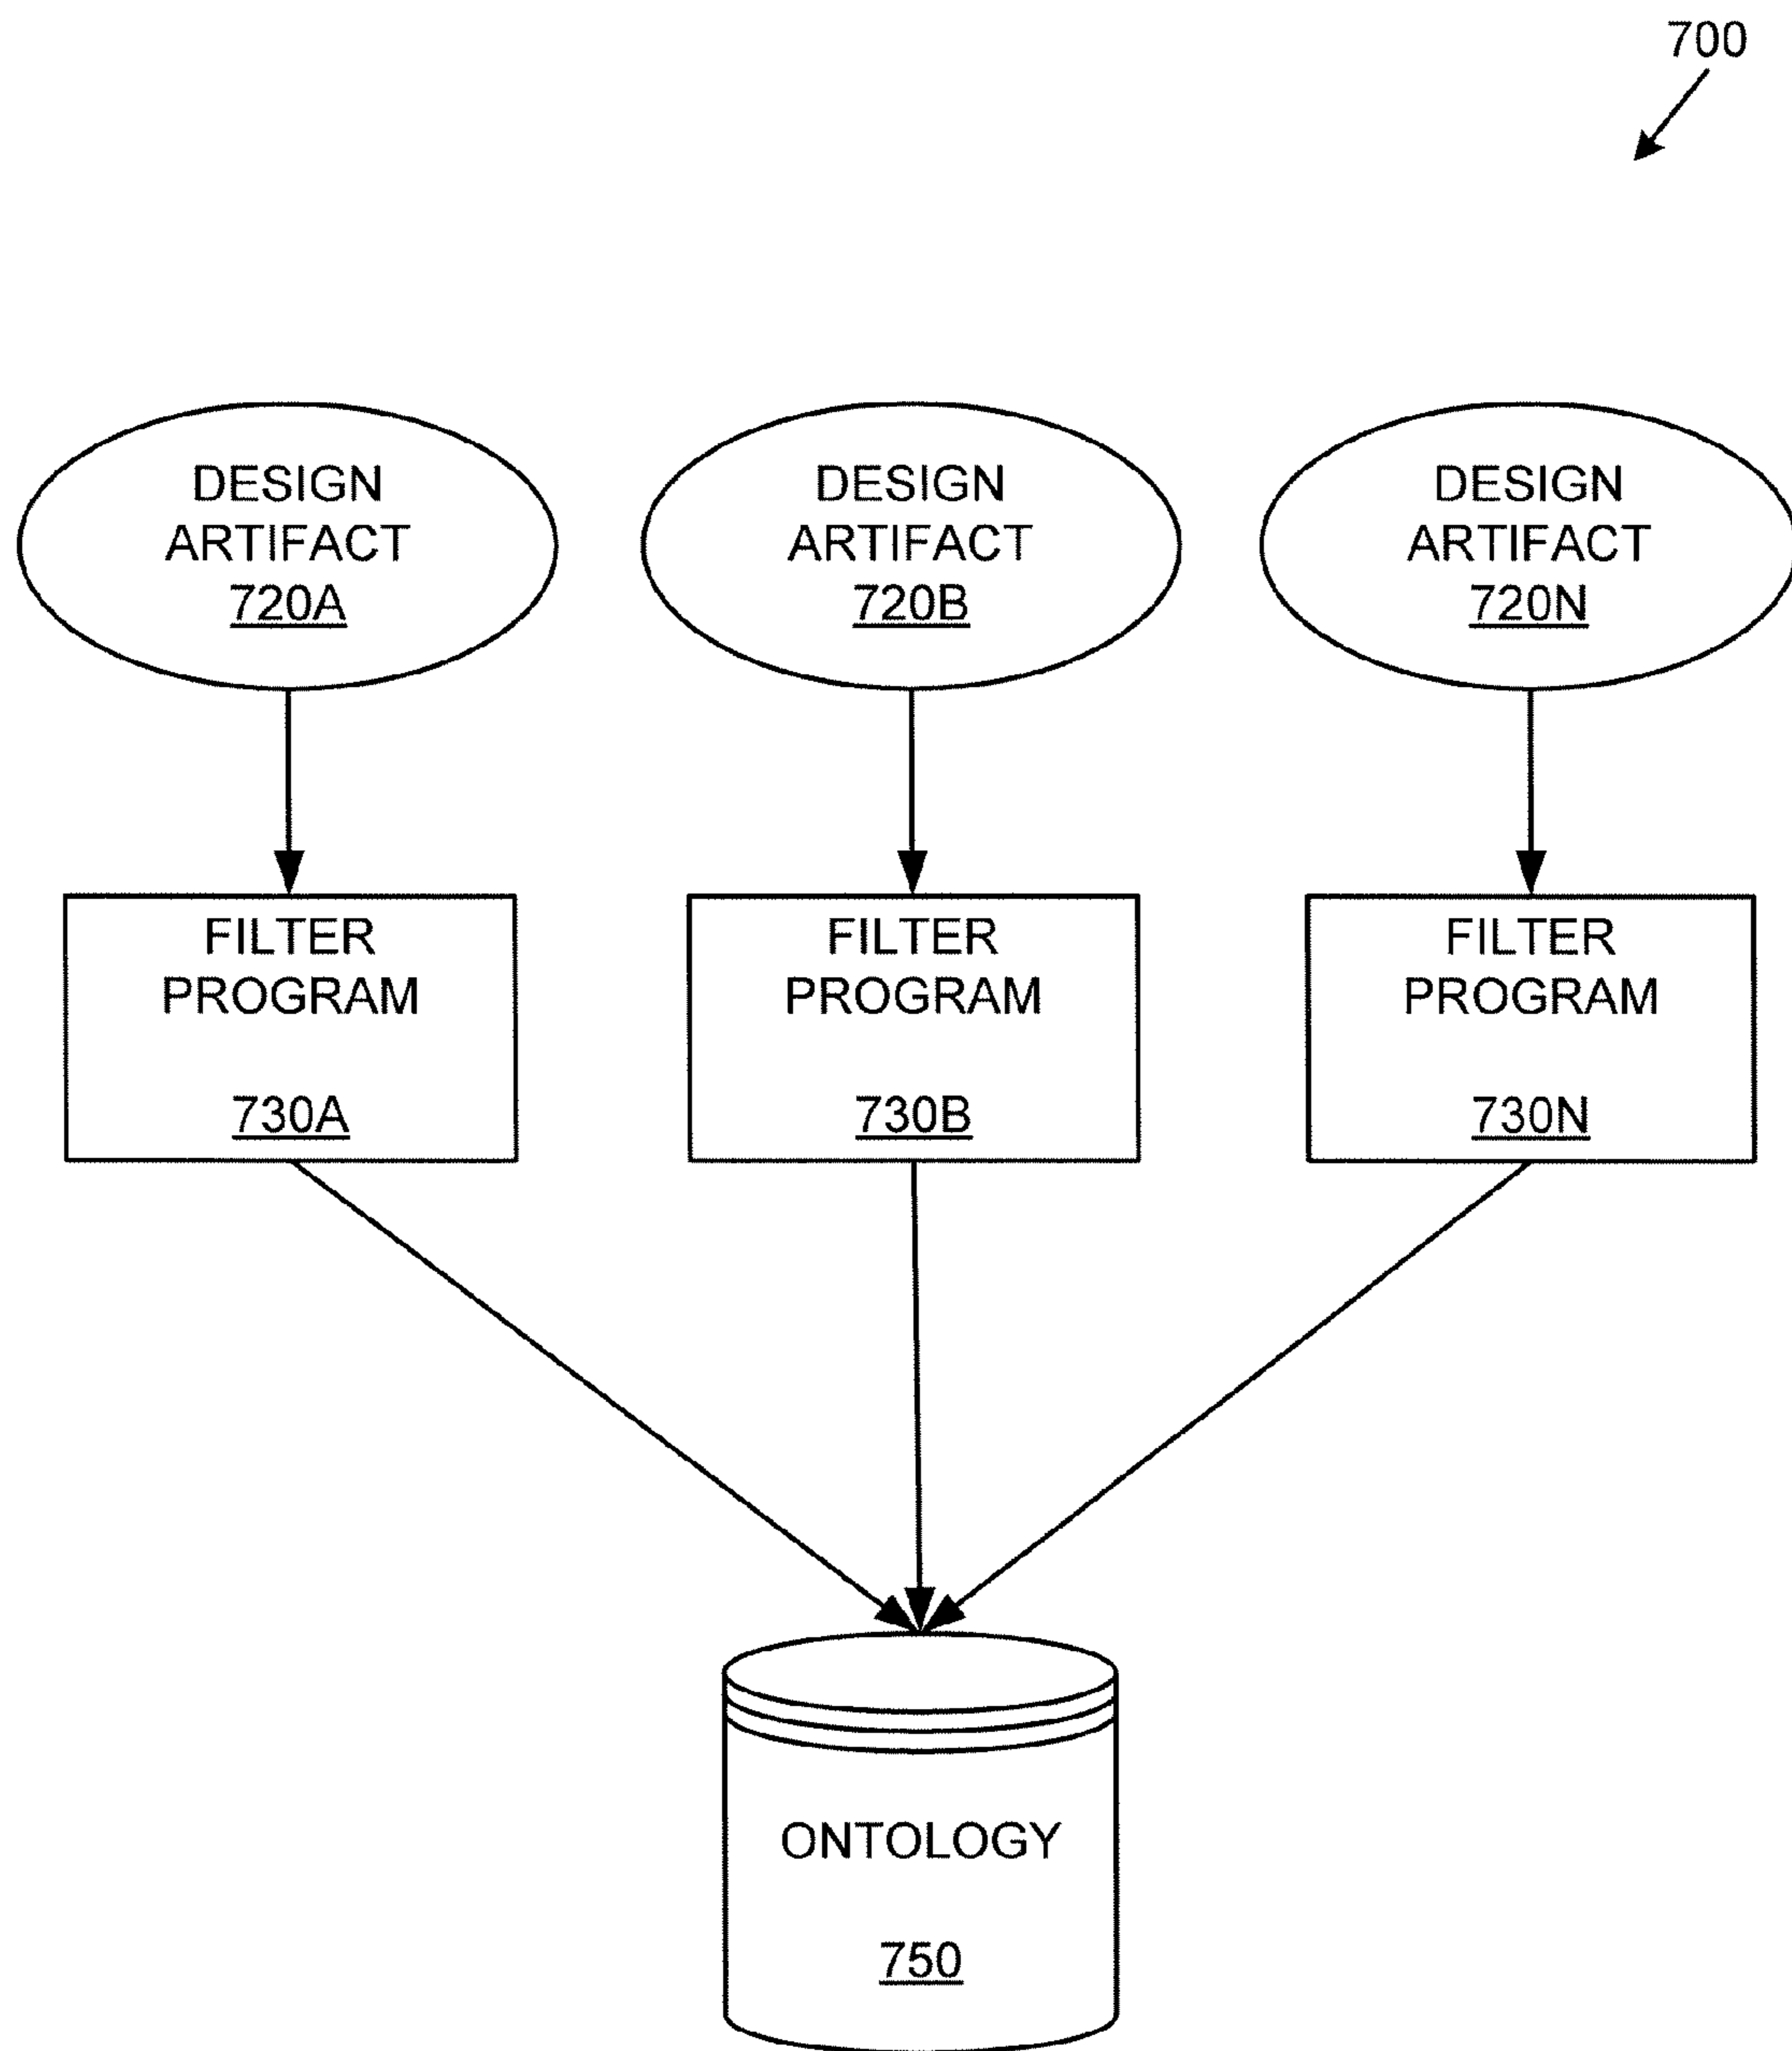 700
DESIGN
ARTIFACT
720A
DESIGN
ARTIFACT
720B
DESIGN
ARTIFACT
720N
FILTER
PROGRAM
730A
FILTER
PROGRAM
730B
FILTER
PROGRAM
730N
ONTOLOGY
750